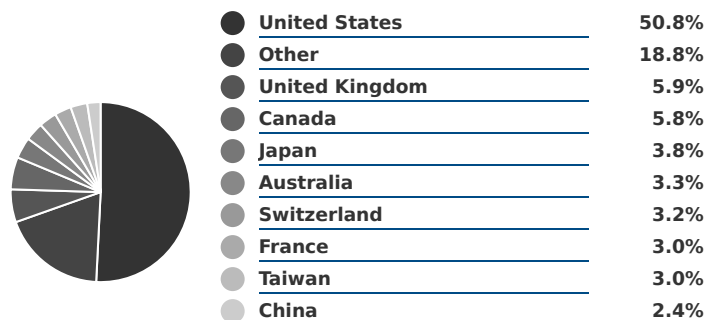 United States 50.8%
Other 18.8%
United Kingdom 5.9%
Canada 5.8%
Japan 3.8%
Australia 3.3%
Switzerland 3.2%
France 3.0%
Taiwan 3.0%
China 2.4%